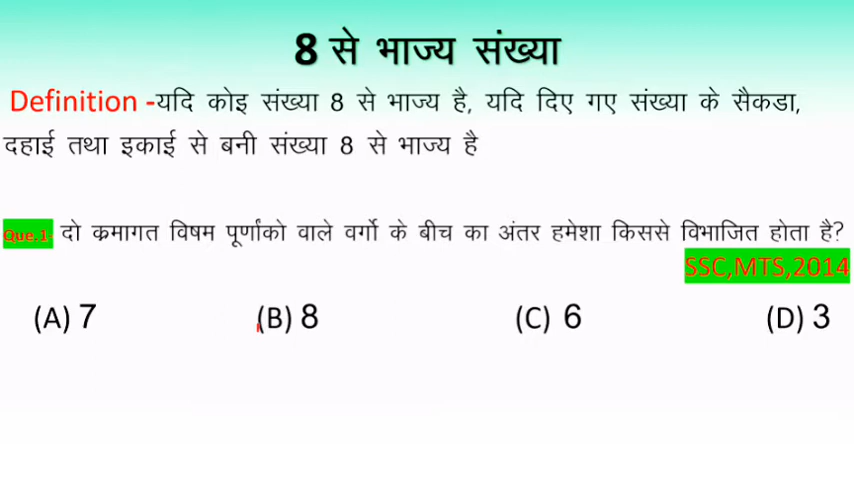 8 से भाज्य संख्या
Definition -यदि कोइ संख्या 8 से भाज्य है, यदि दिए गए संख्या के सैकडा,
दहाई तथा इकाई से बनी संख्या 8 से भाज्य है
Que.1- दो क्रमागत विषम पूर्णांको वाले वर्गो के बीच का अंतर हमेशा किससे विभाजित होता है?
SSC,MTS,2014
(A) 7 (B) 8 (C) 6 (D) 3